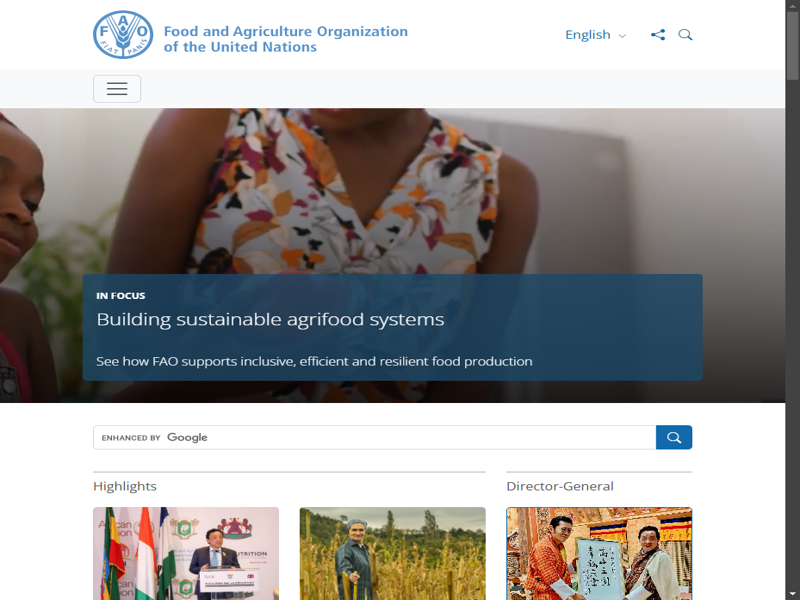 FAO
FIAT PANIS
Food and Agriculture Organization
of the United Nations
English
IN FOCUS
Building sustainable agrifood systems
See how FAO supports inclusive, efficient and resilient food production
ENHANCED BY Google
Highlights
Director-General